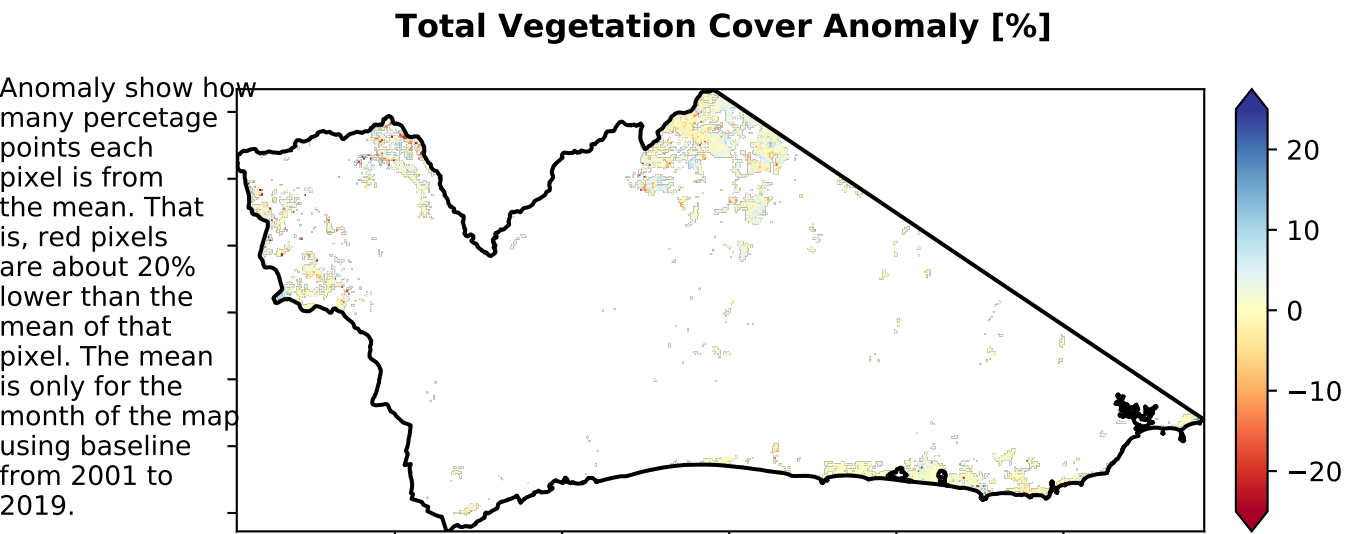 Total Vegetation Cover Anomaly [%]
Anomaly show how
many percetage
points each
pixel is from
the mean. That
is, red pixels
are about 20%
lower than the
mean of that
pixel. The mean
is only for the
month of the map
using baseline
from 2001 to
2019.
20
10
0
−10
−20